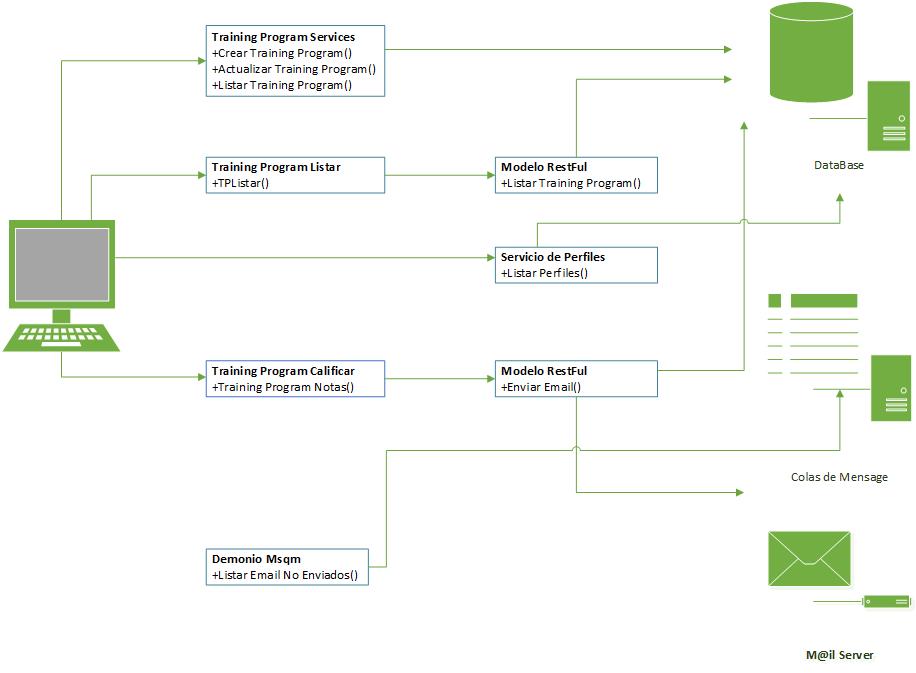 Training Program Services
+Crear Training Program()
+Actualizar Training Program()
+Listar Training Program()
DataBase
Training Program Listar
+TPListar()
Modelo RestFul
+Listar Training Program()
Servicio de Perfiles
+Listar Perfiles()
Training Program Calificar
+Training Program Notas()
Modelo RestFul
+Enviar Email()
Colas de Mensage
Demonio Msqm
+Listar Email No Enviados()
M@il Server